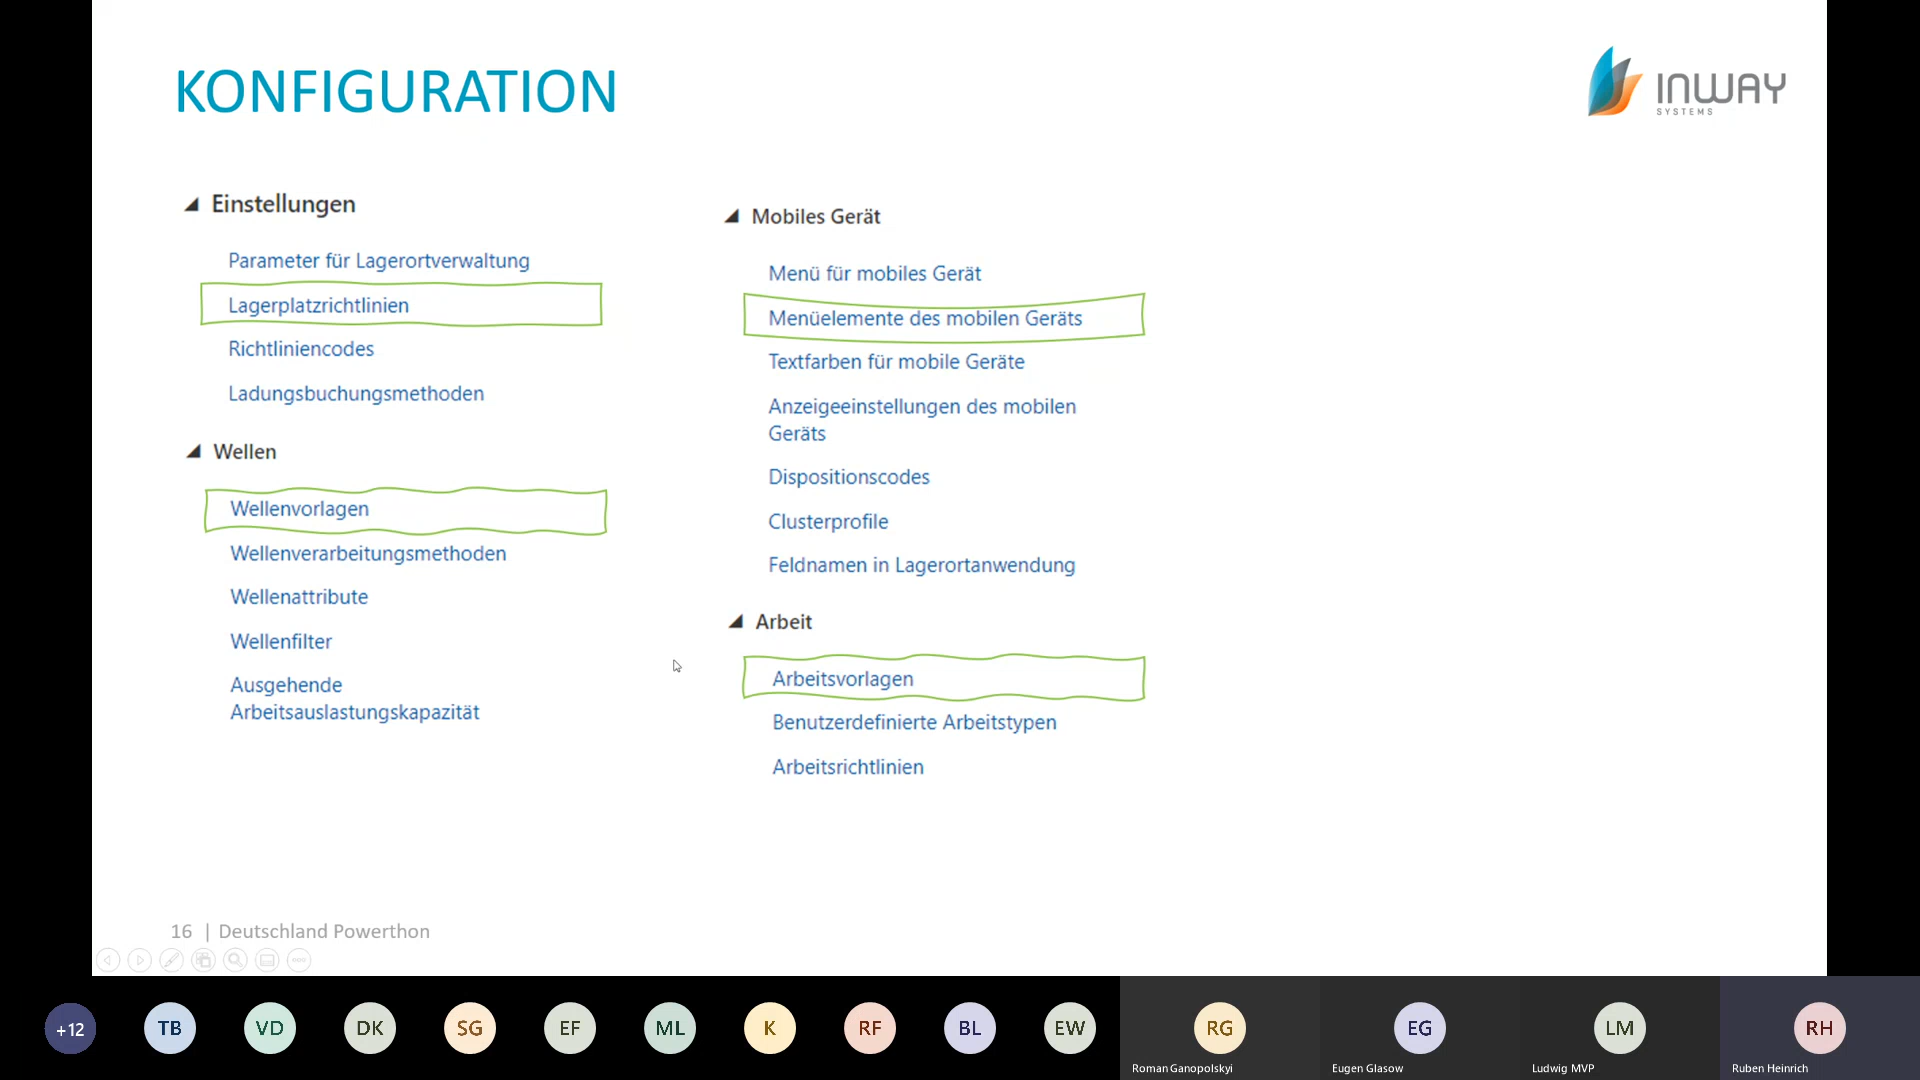 KONFIGURATION
INWAY
SYSTEMS
Einstellungen
Parameter für Lagerortverwaltung
Lagerplatzrichtlinien
Richtliniencodes
Ladungsbuchungsmethoden
Wellen
Wellenvorlagen
Wellenverarbeitungsmethoden
Wellenattribute
Wellenfilter
Ausgehende
Arbeitsauslastungskapazität
Mobiles Gerät
Menü für mobiles Gerät
Menüelemente des mobilen Geräts
Textfarben für mobile Geräte
Anzeigeeinstellungen des mobilen
Geräts
Dispositionscodes
Clusterprofile
Feldnamen in Lagerortanwendung
Arbeit
Arbeitsvorlagen
Benutzerdefinierte Arbeitstypen
Arbeitsrichtlinien
16 | Deutschland Powerthon
+12 TB VD DK SG EF ML K RF BL EW RG EG LM RH
Roman Ganopolskyi Eugen Glasow Ludwig MVP Ruben Heinrich